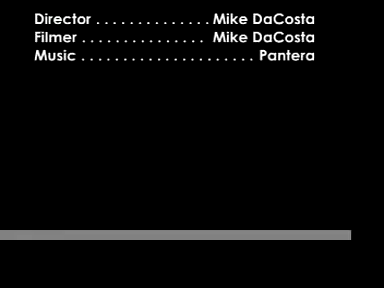 Director . . . . . . . . . . . . . . Mike DaCosta
Filmer . . . . . . . . . . . . . . . Mike DaCosta
Music . . . . . . . . . . . . . . . . . . . . . Pantera